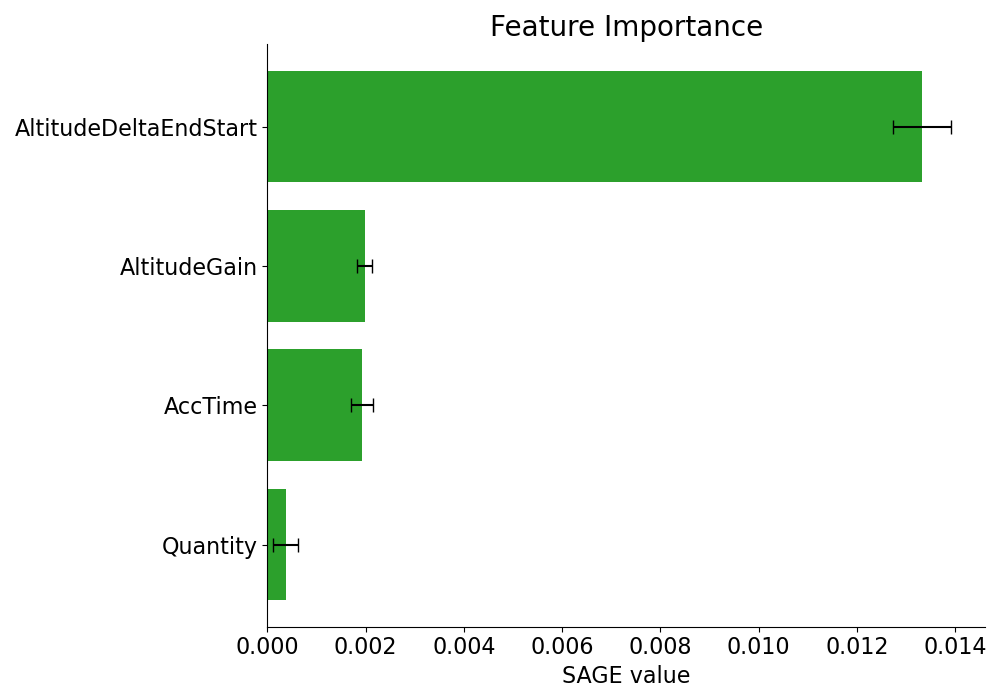 Feature Importance
AltitudeDeltaEndStart
AltitudeGain
AccTime
Quantity
0.000 0.002 0.004 0.006 0.008 0.010 0.012 0.014
SAGE value